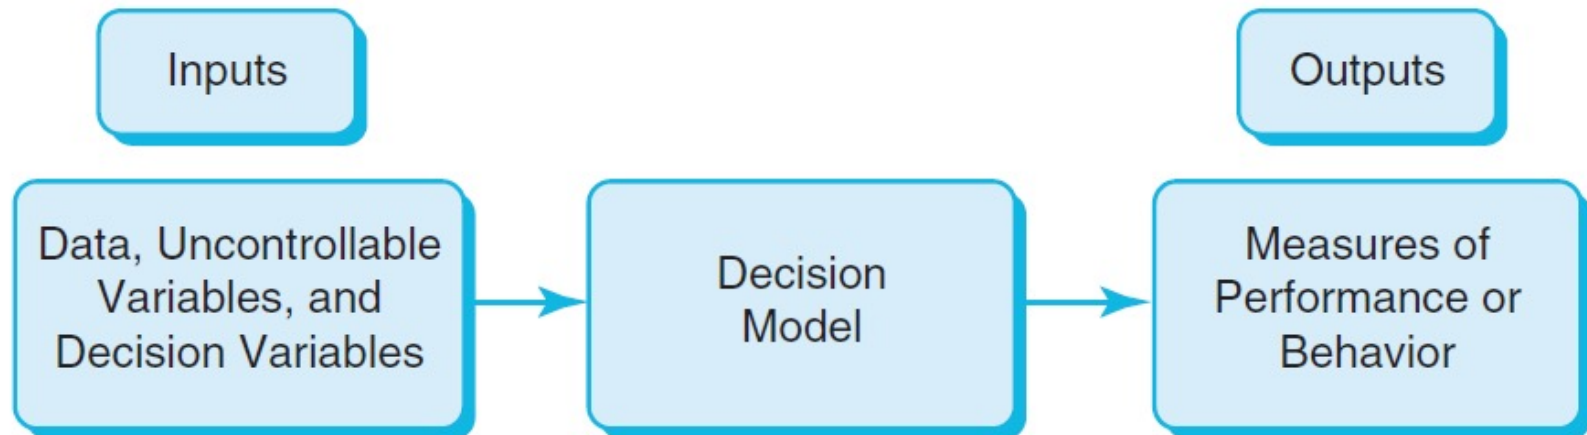 Inputs
Outputs
Data, Uncontrollable
Variables, and
Decision Variables
Decision
Model
Measures of
Performance or
Behavior